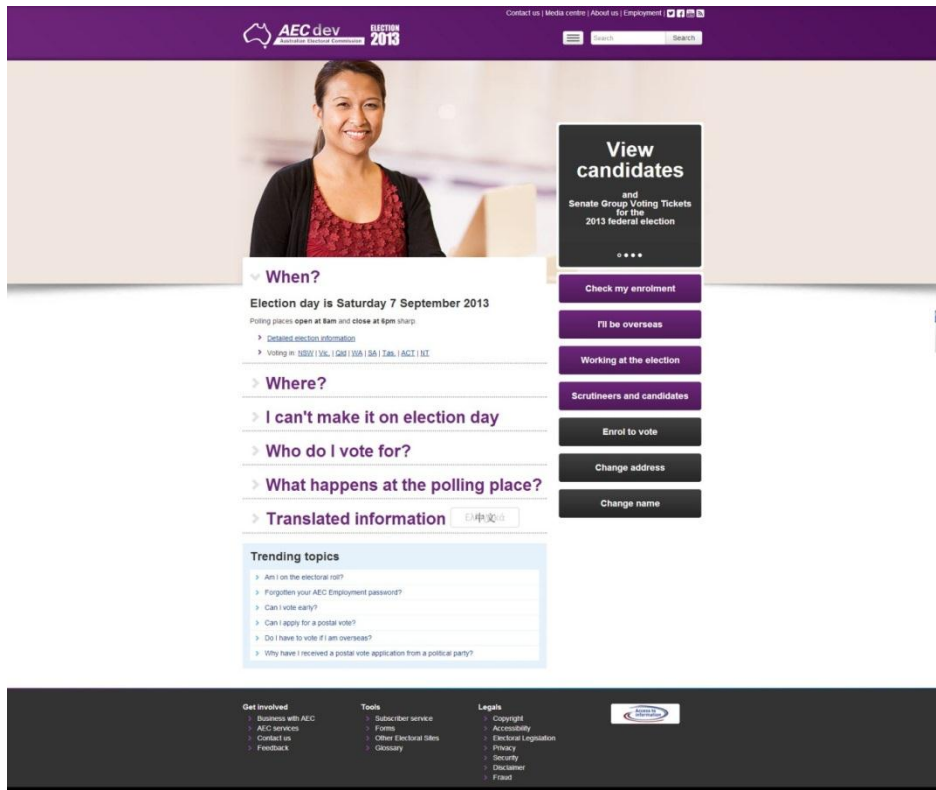 Contact us | Media centre | About us | Employment |
AEC dev
Australian Electoral Commission
ELECTION
2013
Search
Search
View
candidates
and
Senate Group Voting Tickets
for the
2013 federal election
When?
Election day is Saturday 7 September 2013
Polling places open at 8am and close at 6pm sharp.
Detailed election information
Voting in: NSW | Vic. | Qld | WA | SA | Tas. | ACT | NT
Where?
I can't make it on election day
Who do I vote for?
What happens at the polling place?
Translated information
中文
Check my enrolment
I'll be overseas
Working at the election
Scrutineers and candidates
Enrol to vote
Change address
Change name
Trending topics
Am I on the electoral roll?
Forgotten your AEC Employment password?
Can I vote early?
Can I apply for a postal vote?
Do I have to vote if I am overseas?
Why have I received a postal vote application from a political party?
Get involved
Business with AEC
AEC services
Contact us
Feedback
Tools
Subscriber service
Forms
Other Electoral Sites
Glossary
Legals
Copyright
Accessibility
Electoral Legislation
Privacy
Security
Disclaimer
Fraud
Access to
information